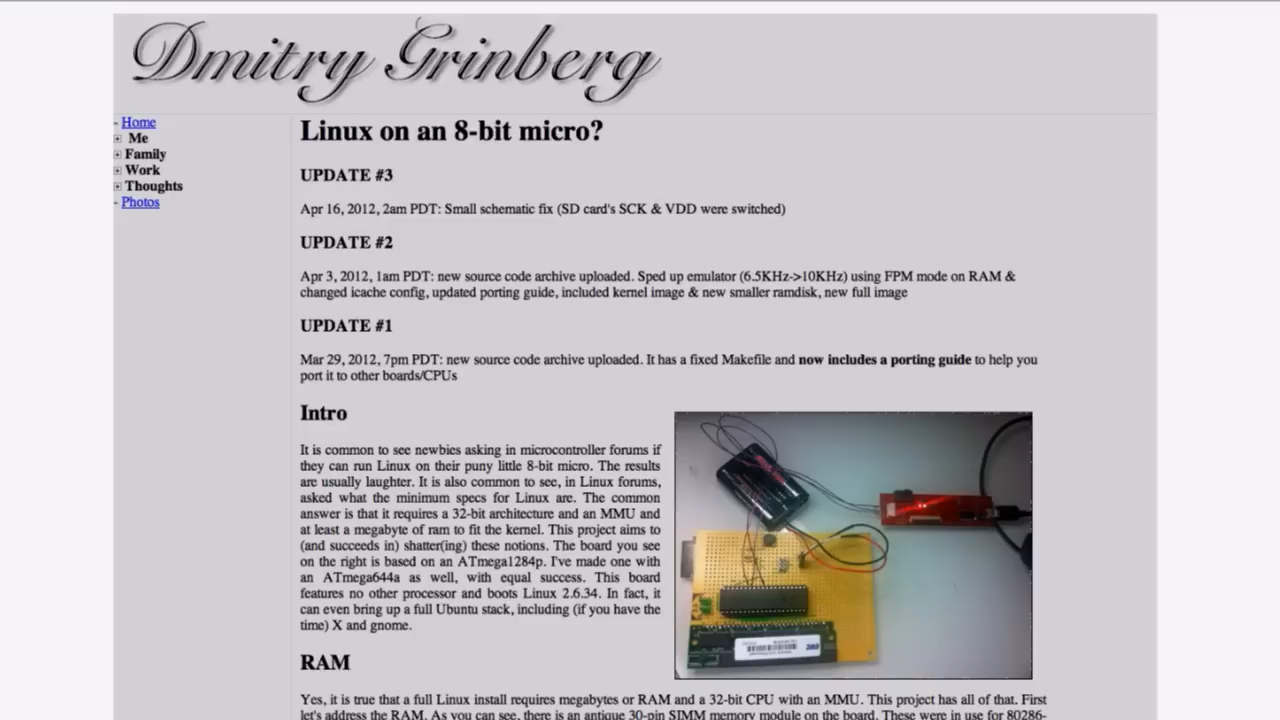 Dmitry Grinberg
- Home
Me
Family
Work
Thoughts
- Photos
Linux on an 8-bit micro?
UPDATE #3
Apr 16, 2012, 2am PDT: Small schematic fix (SD card's SCK & VDD were switched)
UPDATE #2
Apr 3, 2012, 1am PDT: new source code archive uploaded. Sped up emulator (6.5KHz->10KHz) using FPM mode on RAM &
changed icache config, updated porting guide, included kernel image & new smaller ramdisk, new full image
UPDATE #1
Mar 29, 2012, 7pm PDT: new source code archive uploaded. It has a fixed Makefile and now includes a porting guide to help you
port it to other boards/CPUs
Intro
It is common to see newbies asking in microcontroller forums if
they can run Linux on their puny little 8-bit micro. The results
are usually laughter. It is also common to see, in Linux forums,
asked what the minimum specs for Linux are. The common
answer is that it requires a 32-bit architecture and an MMU and
at least a megabyte of ram to fit the kernel. This project aims to
(and succeeds in) shatter(ing) these notions. The board you see
on the right is based on an ATmega1284p. I've made one with
an ATmega644a as well, with equal success. This board
features no other processor and boots Linux 2.6.34. In fact, it
can even bring up a full Ubuntu stack, including (if you have the
time) X and gnome.
RAM
Yes, it is true that a full Linux install requires megabytes or RAM and a 32-bit CPU with an MMU. This project has all of that. First
let's address the RAM. As you can see, there is an antique 30-pin SIMM memory module on the board. These were in use for 80286-